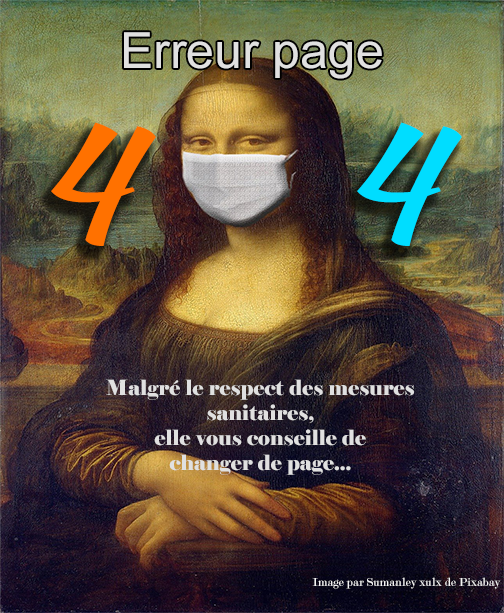 Erreur page
4 4
Malgré le respect des mesures
sanitaires,
elle vous conseille de
changer de page...
Image par Sumanley xulx de Pixabay